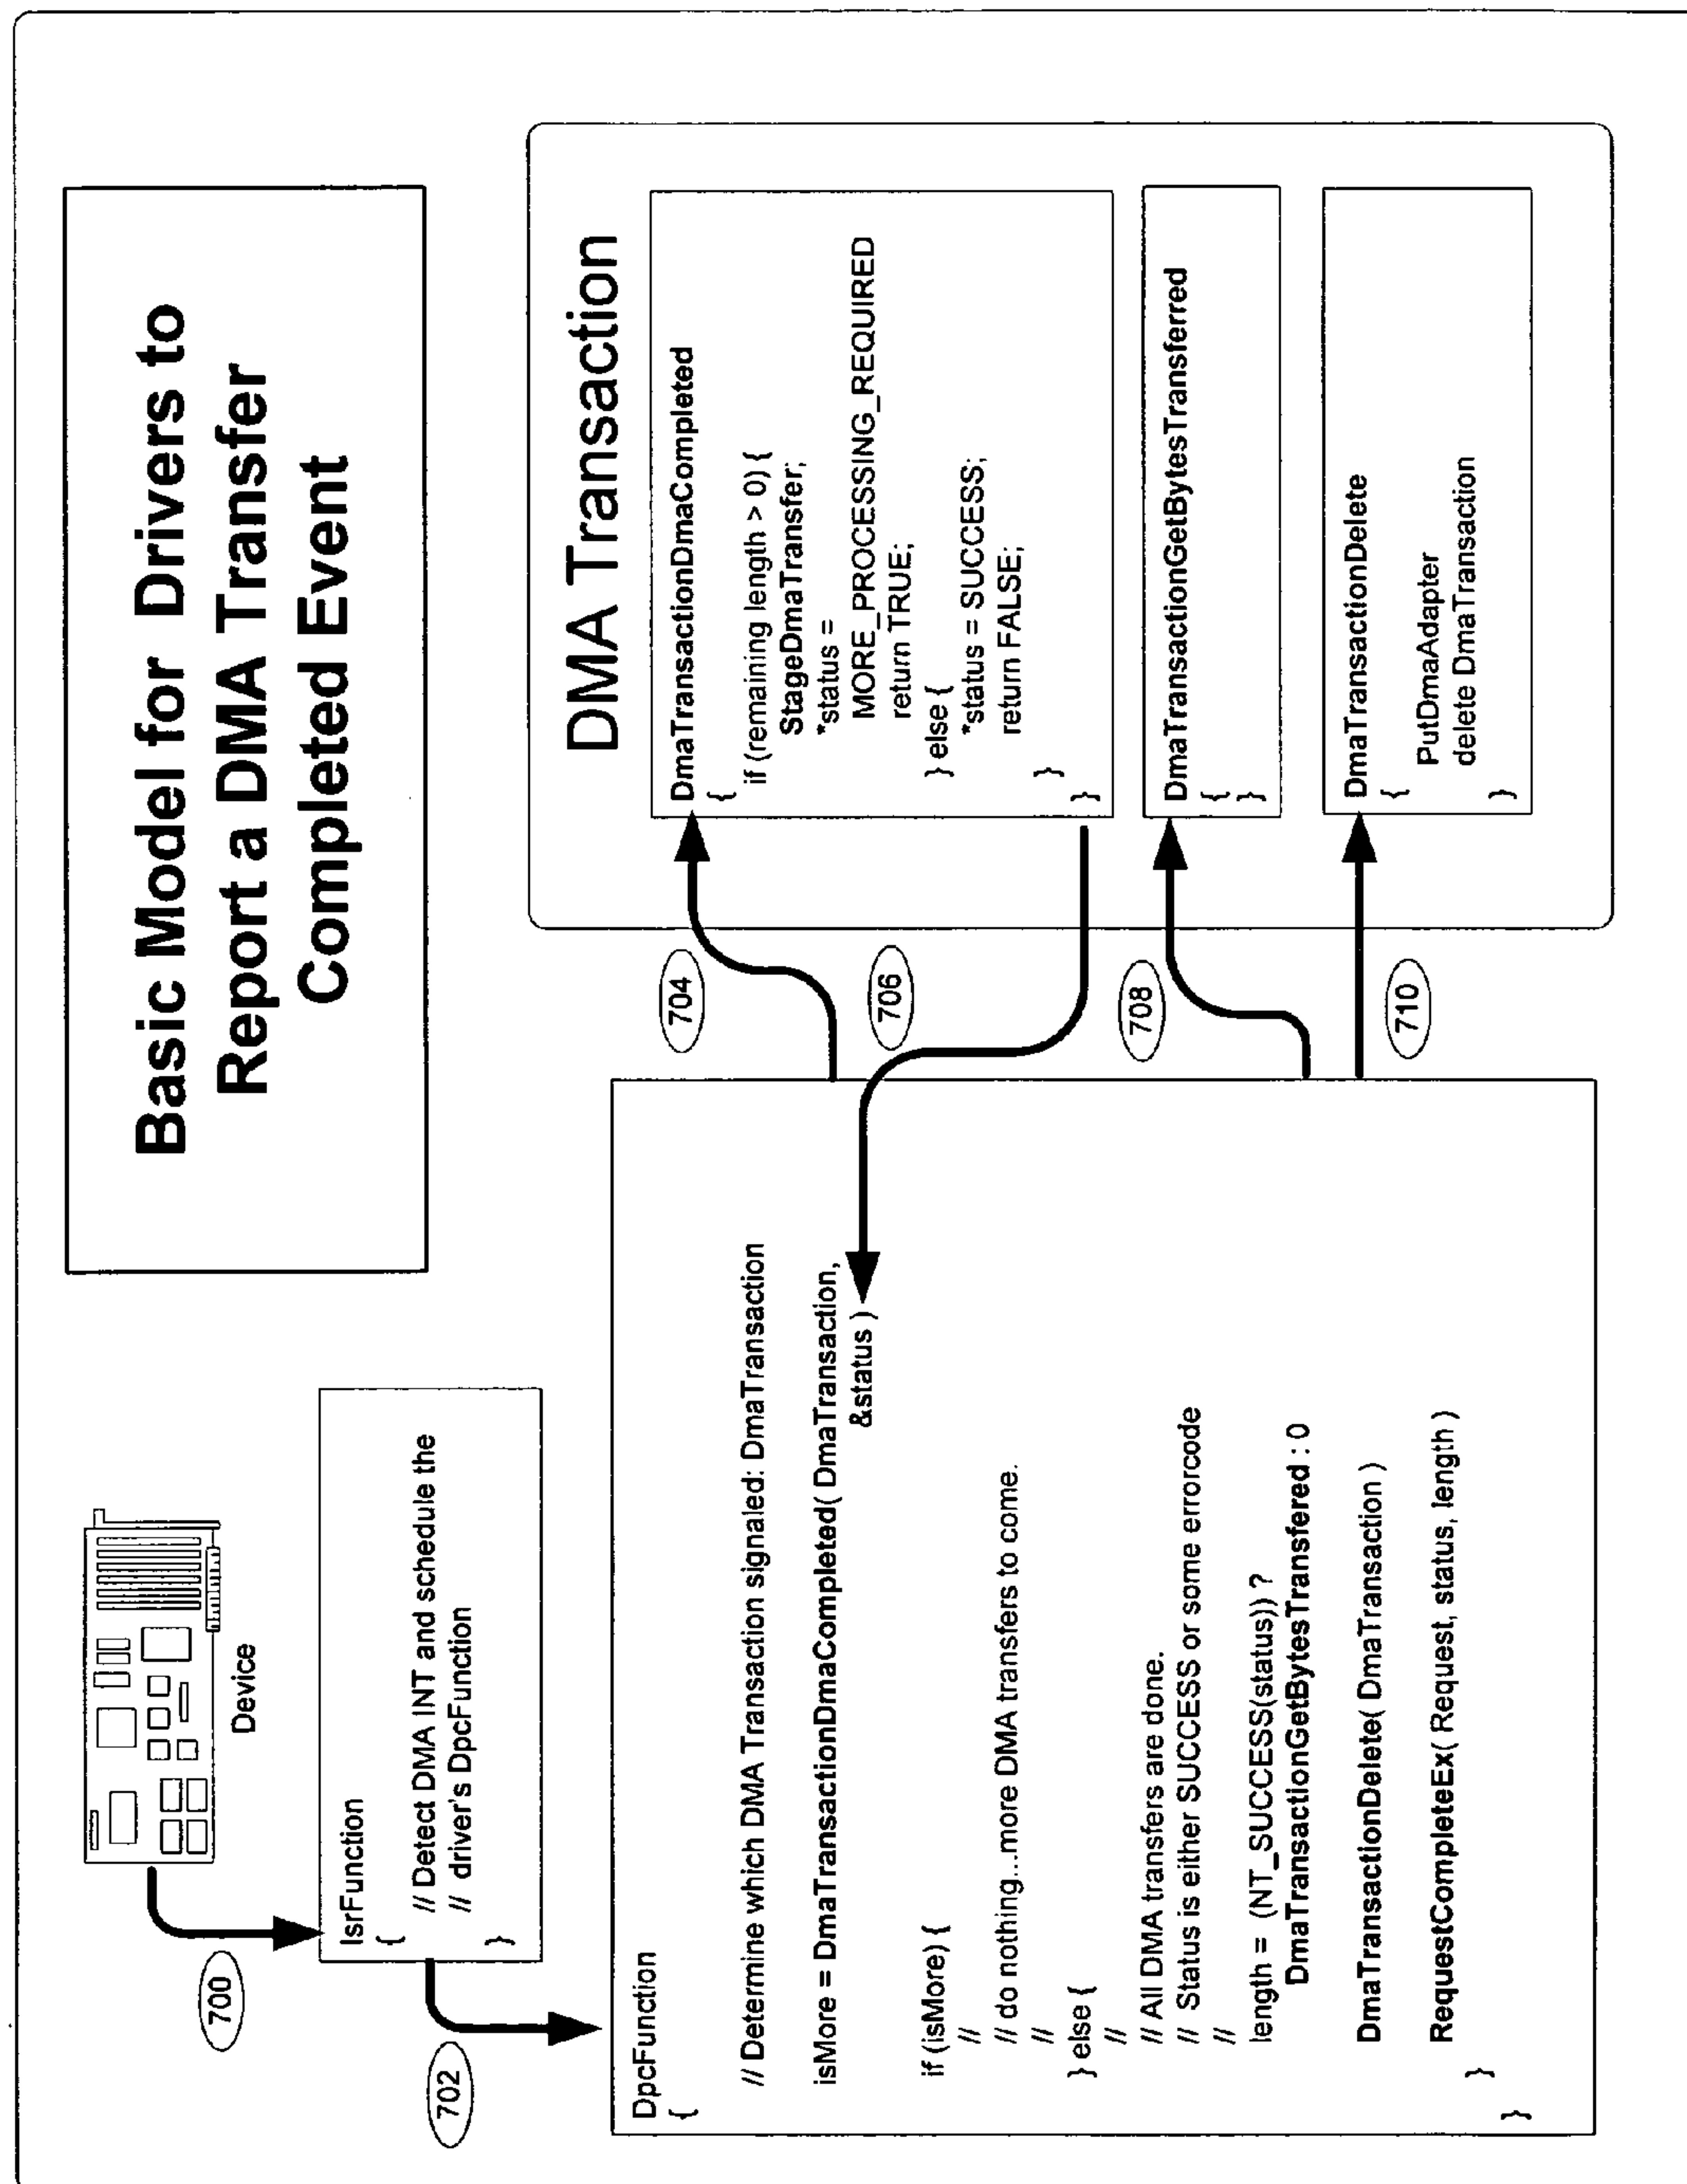 Basic Model for Drivers to
Report a DMA Transfer
Completed Event
Device
700
IsrFunction
{
// Detect DMA INT and schedule the
// driver's DpcFunction
}
702
DpcFunction
{
// Determine which DMA Transaction signaled: DmaTransaction
isMore = DmaTransactionDmaCompleted( DmaTransaction,
&status )
if (isMore) {
//
// do nothing...more DMA transfers to come.
//
} else {
//
// All DMA transfers are done.
// Status is either SUCCESS or some errorcode
//
length = (NT_SUCCESS(status)) ?
DmaTransactionGetBytesTransfered : 0
DmaTransactionDelete( DmaTransaction )
RequestCompleteEx( Request, status, length )
}
}
704
706
708
710
DMA Transaction
DmaTransactionDmaCompleted
{
if (remaining length > 0) {
StageDmaTransfer;
*status =
MORE_PROCESSING_REQUIRED
return TRUE;
} else {
*status = SUCCESS;
return FALSE;
}
}
DmaTransactionGetBytesTransferred
{
}
DmaTransactionDelete
{
PutDmaAdapter
delete DmaTransaction
}